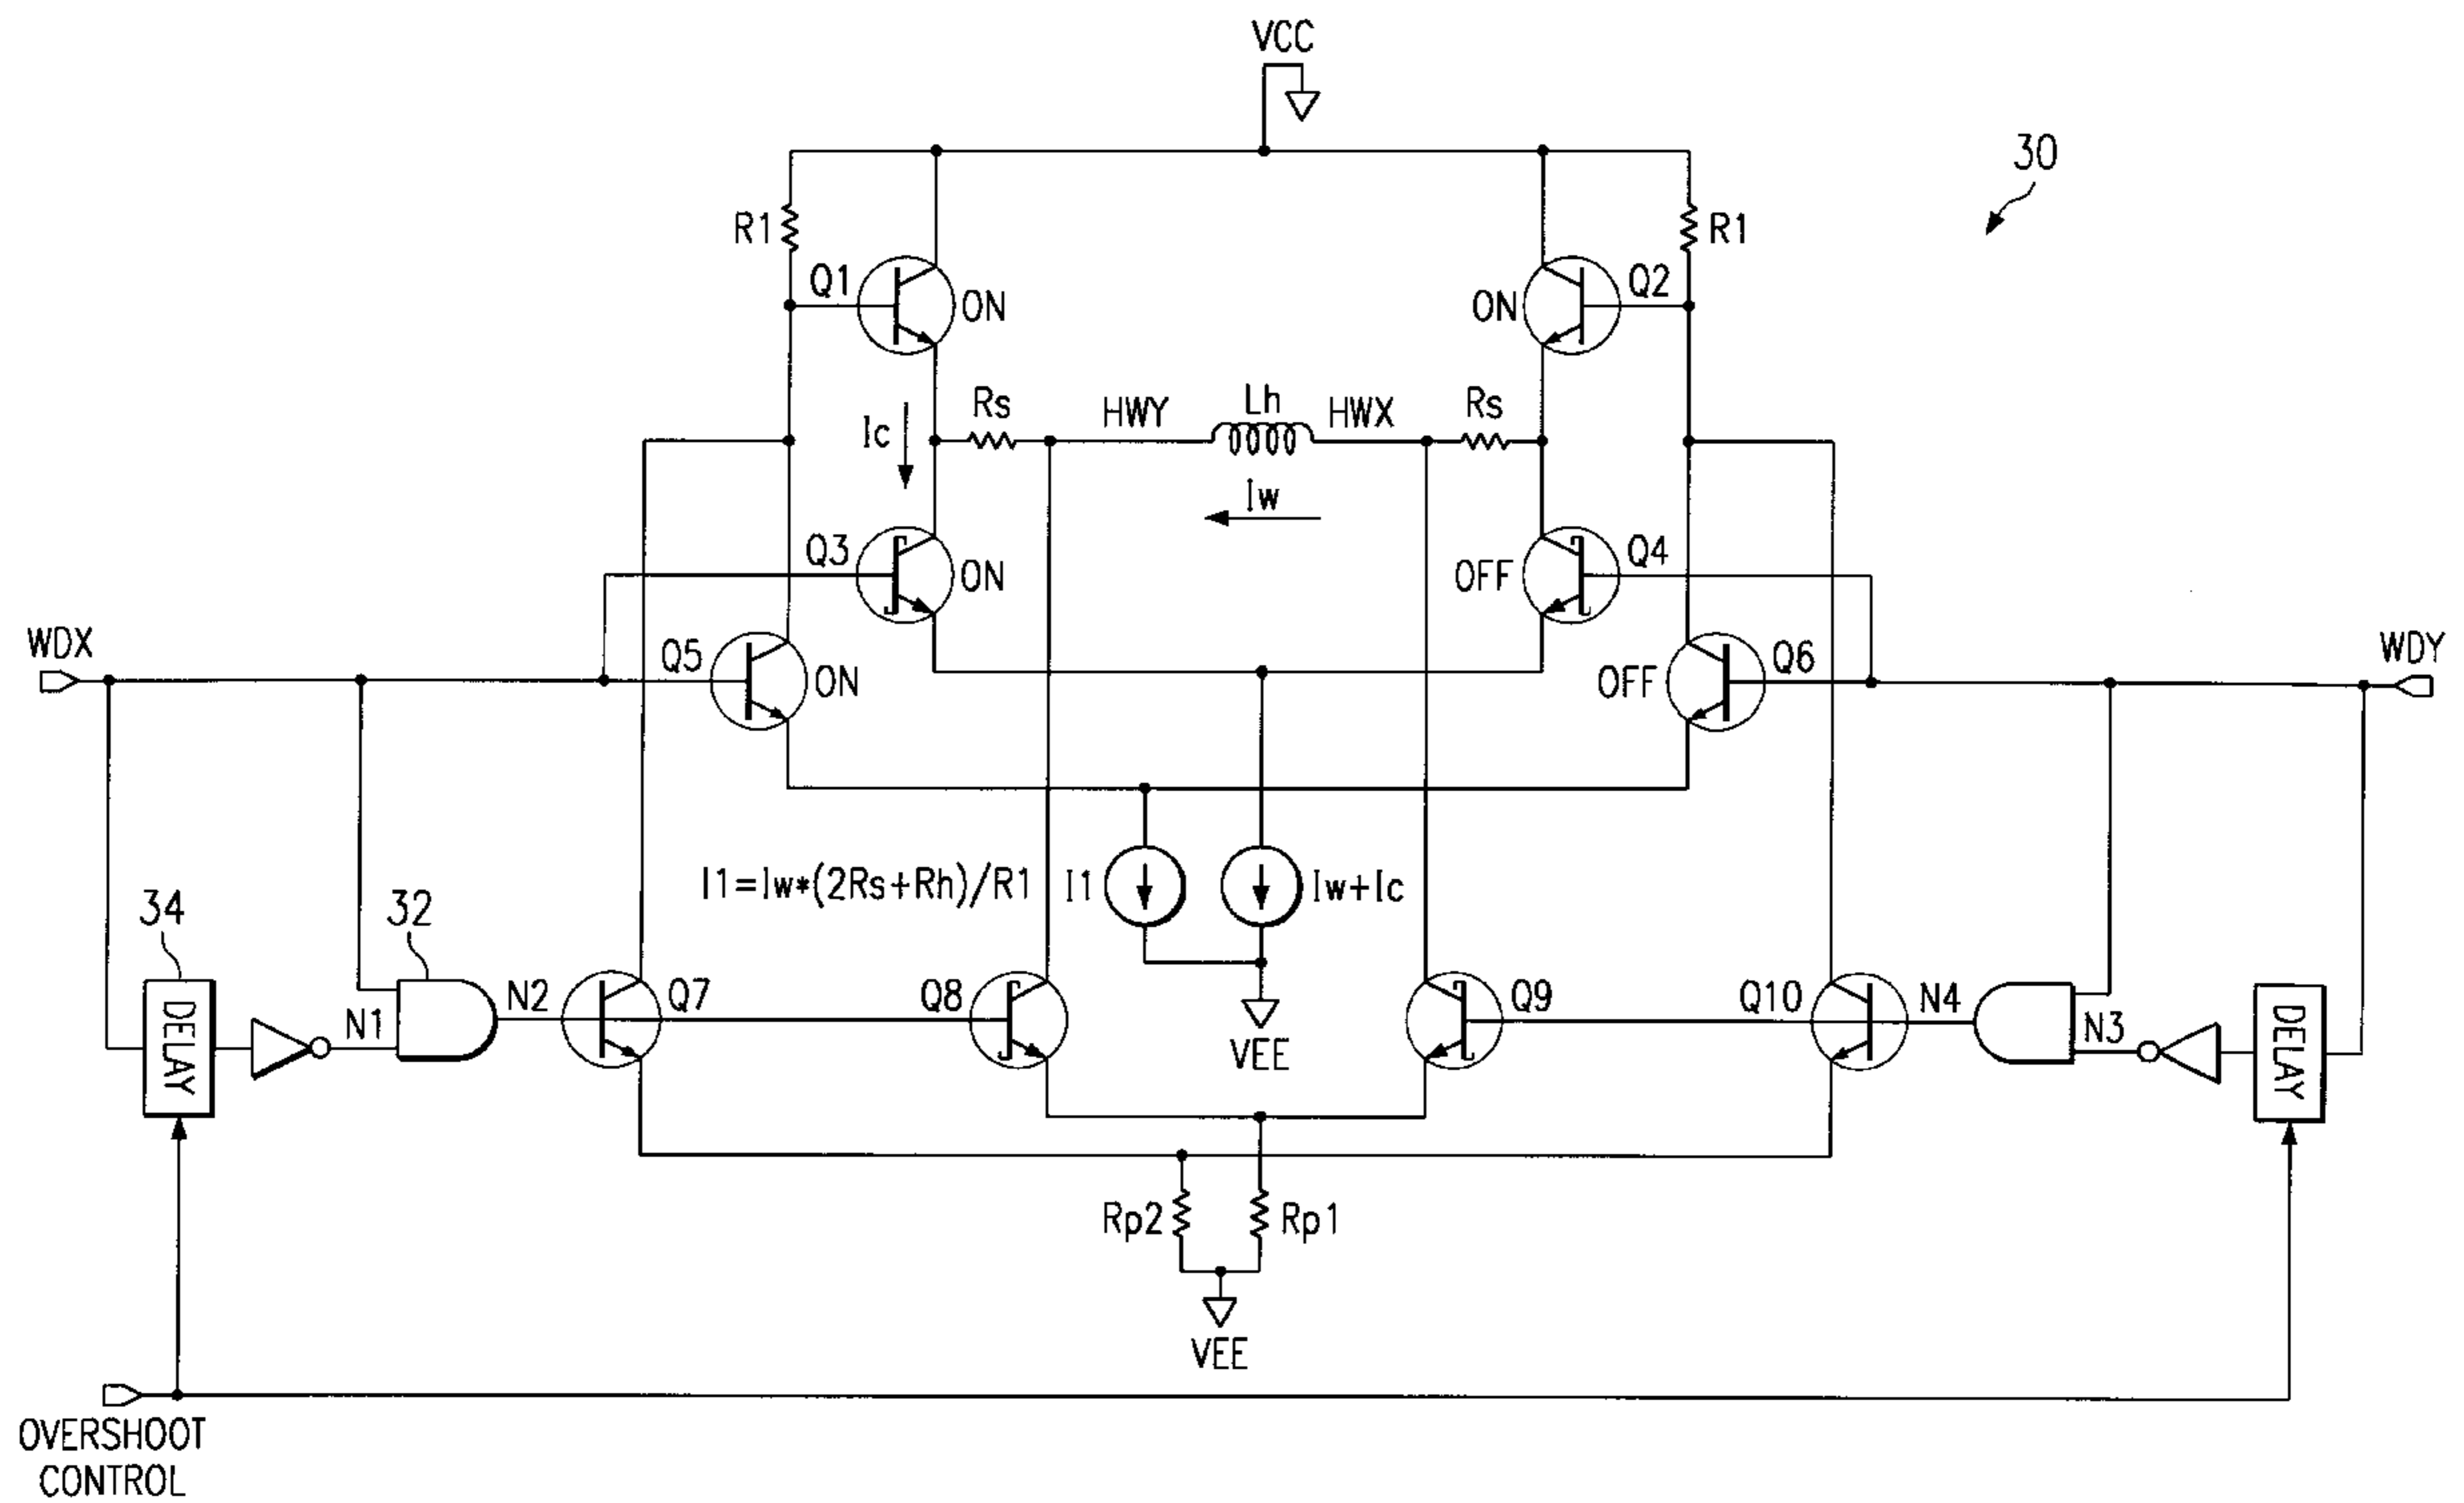 VCC
30
R1
R1
Q1
ON
ON
Q2
Ic
Rs
HWY
Lh
HWX
Rs
Iw
Q3
ON
OFF
Q4
WDX
Q5
ON
OFF
Q6
WDY
I1=Iw*(2Rs+Rh)/R1
I1
Iw+Ic
34
32
DELAY
N1
N2
Q7
Q8
VEE
Q9
Q10
N4
N3
DELAY
Rp2
Rp1
VEE
OVERSHOOT
CONTROL